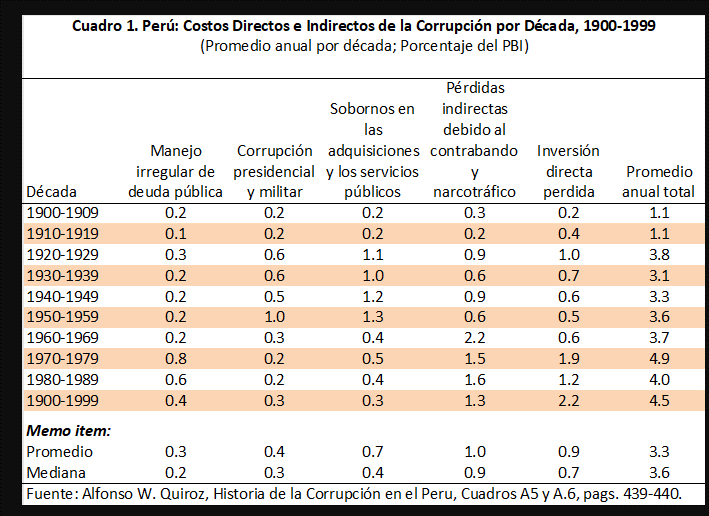 Cuadro 1. Perú: Costos Directos e Indirectos de la Corrupción por Década, 1900-1999
(Promedio anual por década; Porcentaje del PBI)
Década Manejo irregular de deuda pública Corrupción presidencial y militar Sobornos en las adquisiciones y los servicios públicos Pérdidas indirectas debido al contrabando y narcotráfico Inversión directa perdida Promedio anual total
1900-1909 0.2 0.2 0.2 0.3 0.2 1.1
1910-1919 0.1 0.2 0.2 0.2 0.4 1.1
1920-1929 0.3 0.6 1.1 0.9 1.0 3.8
1930-1939 0.2 0.6 1.0 0.6 0.7 3.1
1940-1949 0.2 0.5 1.2 0.9 0.6 3.3
1950-1959 0.2 1.0 1.3 0.6 0.5 3.6
1960-1969 0.2 0.3 0.4 2.2 0.6 3.7
1970-1979 0.8 0.2 0.5 1.5 1.9 4.9
1980-1989 0.6 0.2 0.4 1.6 1.2 4.0
1900-1999 0.4 0.3 0.3 1.3 2.2 4.5
Memo item:
Promedio 0.3 0.4 0.7 1.0 0.9 3.3
Mediana 0.2 0.3 0.4 0.9 0.7 3.6
Fuente: Alfonso W. Quiroz, Historia de la Corrupción en el Peru, Cuadros A5 y A.6, pags. 439-440.